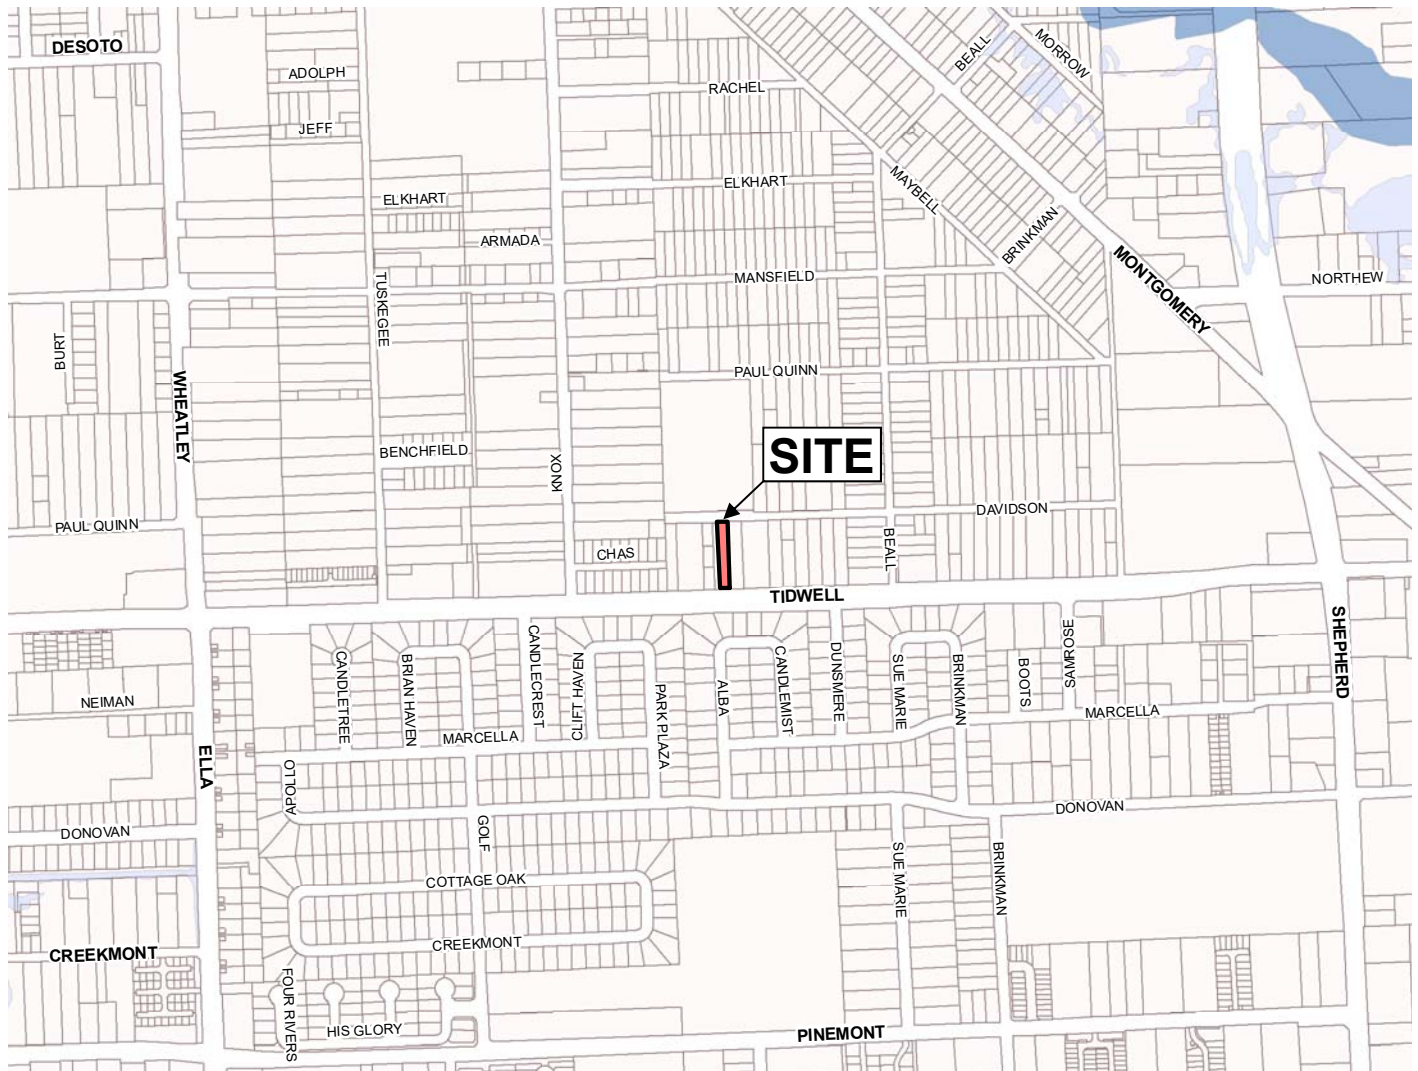 DESOTO
ADOLPH
JEFF
RACHEL
BEALL
MORROW
ELKHART
ELKHART
MAYBELL
BRINKMAN
ARMADA
MANSFIELD
MONTGOMERY
NORTHEW
TUSKEGEE
BURT
WHEATLEY
PAUL QUINN
SITE
BENCHFIELD
KNOX
DAVIDSON
PAUL QUINN
CHAS
BEALL
TIDWELL
SHEPHERD
CANDLETREE
BRIAN HAVEN
CANDLECREST
CLIFT HAVEN
PARK PLAZA
ALBA
CANDLEMIST
DUNSMERE
SUE MARIE
BRINKMAN
BOOTS
SAMROSE
NEIMAN
MARCELLA
MARCELLA
ELLA
APOLLO
DONOVAN
DONOVAN
GOLF
COTTAGE OAK
SUE MARIE
BRINKMAN
CREEKMONT
CREEKMONT
FOUR RIVERS
HIS GLORY
PINEMONT